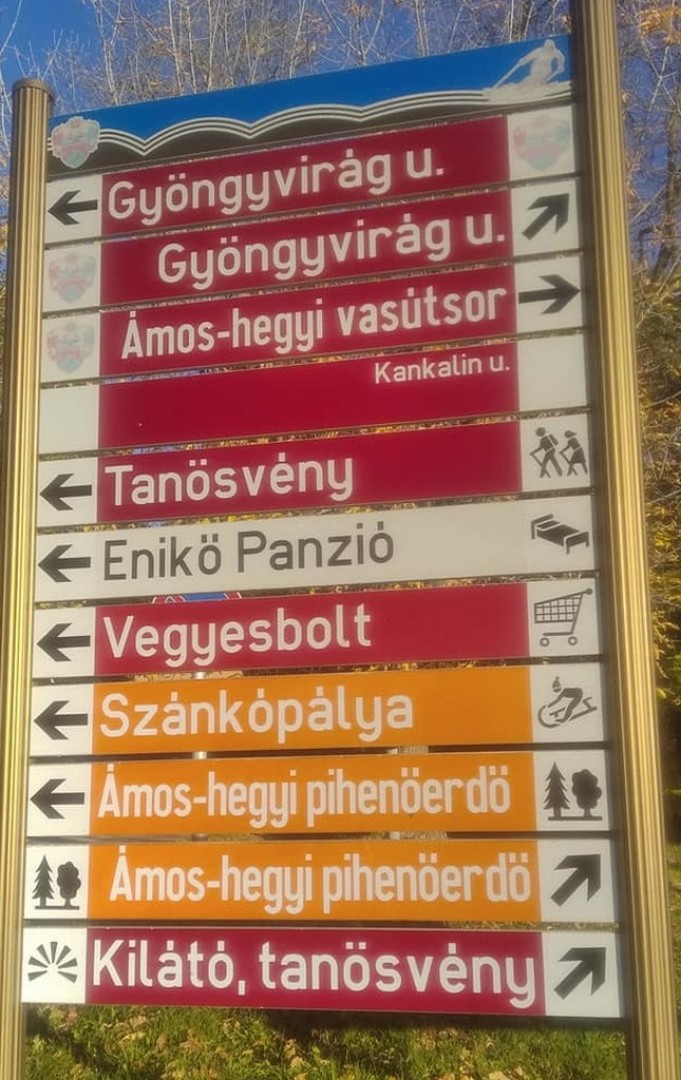 Gyöngyvirág u.
Gyöngyvirág u.
Ámos-hegyi vasútsor
Kankalin u.
Tanösvény
Enikö Panzió
Vegyesbolt
Szánkópálya
Ámos-hegyi pihenöerdö
Ámos-hegyi pihenöerdö
Kilátó, tanösvény